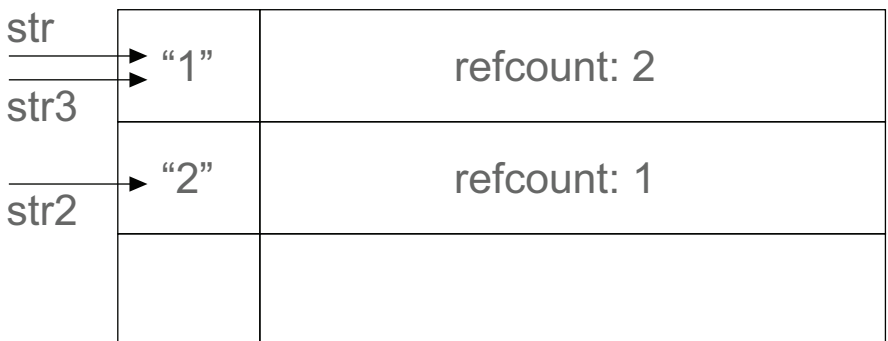 str
“1” refcount: 2
str3
“2” refcount: 1
str2